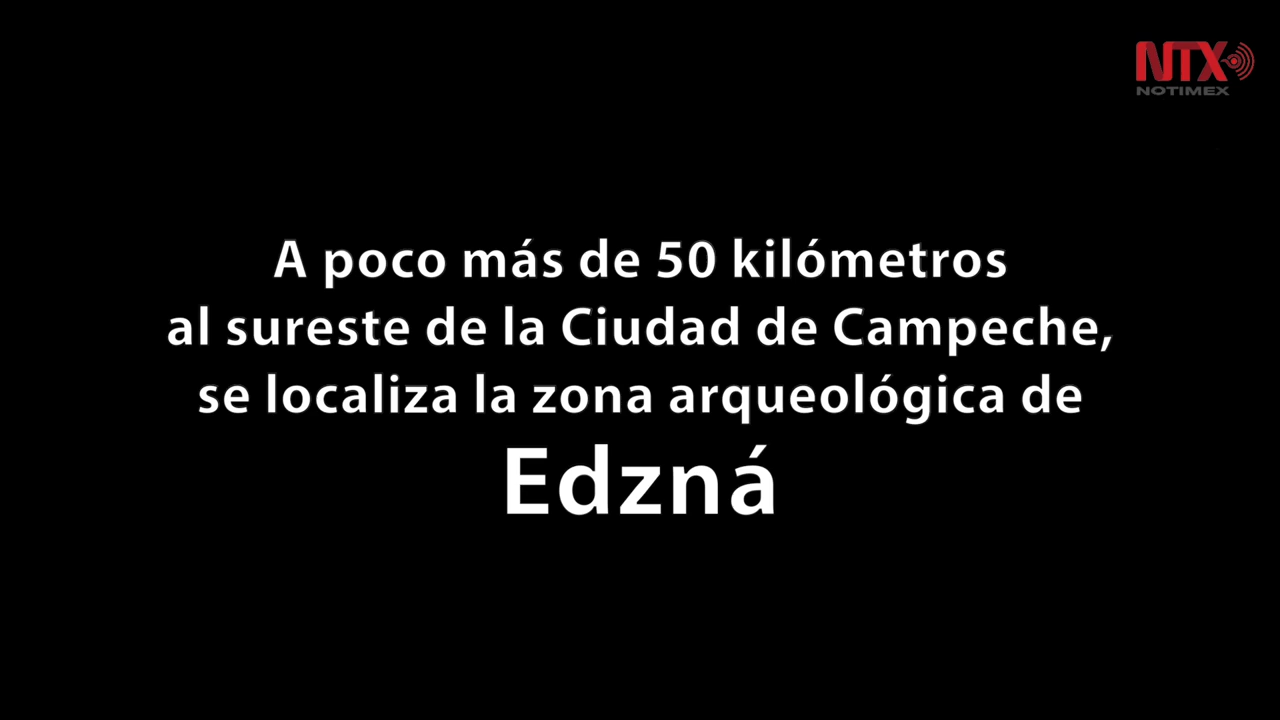 NTX
NOTIMEX
A poco más de 50 kilómetros
al sureste de la Ciudad de Campeche,
se localiza la zona arqueológica de
Edzná